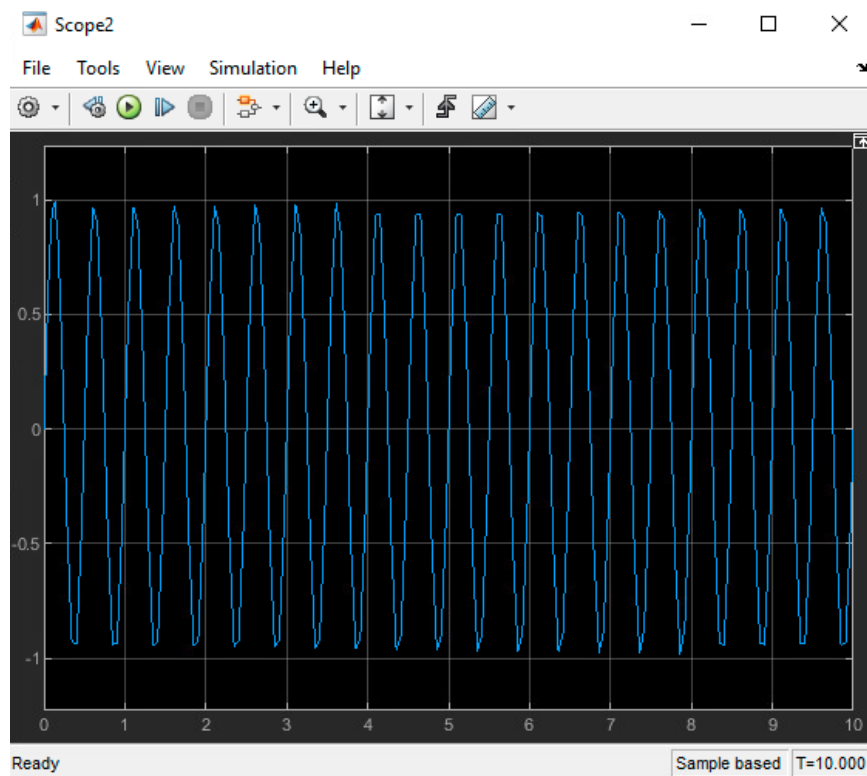 Scope2
File Tools View Simulation Help
1
0.5
0
-0.5
-1
0 1 2 3 4 5 6 7 8 9 10
Ready Sample based T=10.000